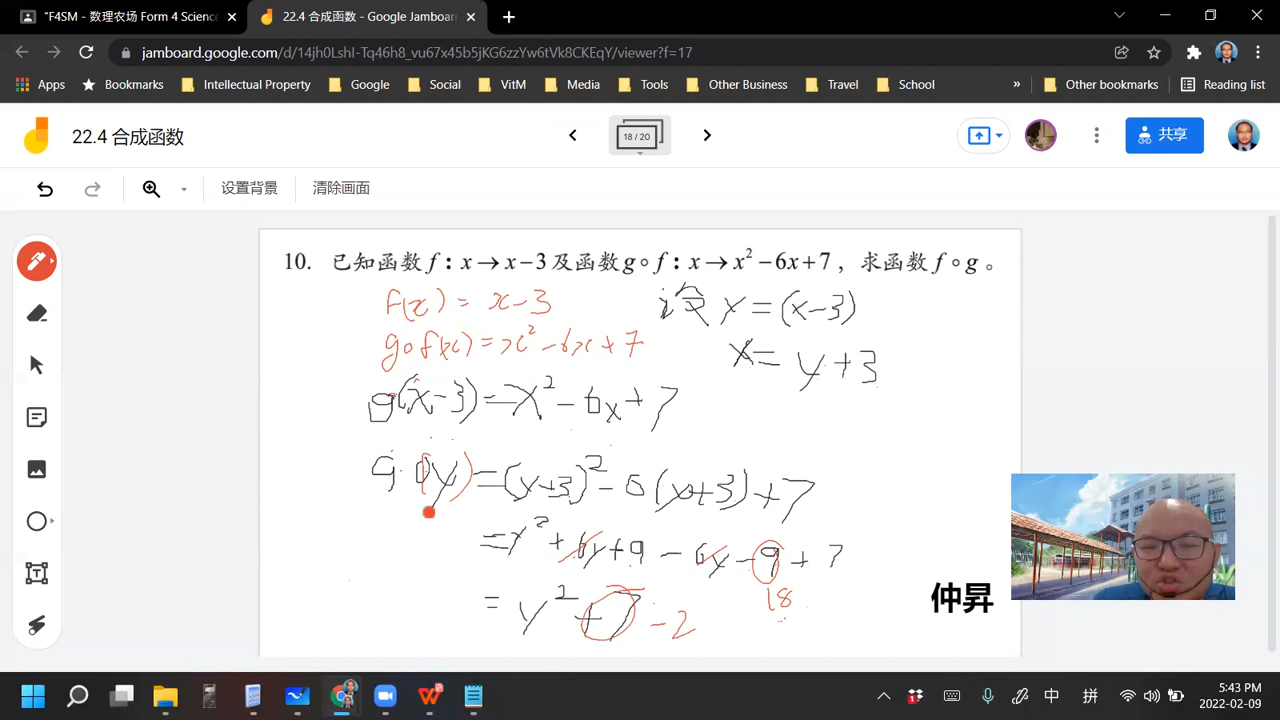 "F4SM - 数理农场 Form 4 Science
22.4 合成函数 - Google Jamboard
jamboard.google.com/d/14jh0LshI-Tq46h8_vu67x45b5jKG6zzYw6tVk8CKEqY/viewer?f=17
Apps Bookmarks Intellectual Property Google Social VitM Media Tools Other Business Travel School » Other bookmarks Reading list
22.4 合成函数
18 / 20
共享
设置背景 清除画面
10. 已知函数 f : x → x − 3 及函数 g ∘ f : x → x² − 6x + 7 , 求函数 f ∘ g 。
f(x) = x − 3
设 y = (x − 3)
g∘f(x) = x² − 6x + 7
x = y + 3
g(x − 3) = x² − 6x + 7
g(y) = (y+3)² − 6(y+3) + 7
= y² + 6y + 9 − 6y − 9 + 7
18
= y² + 7 − 2
仲昇
中 拼
5:43 PM
2022-02-09